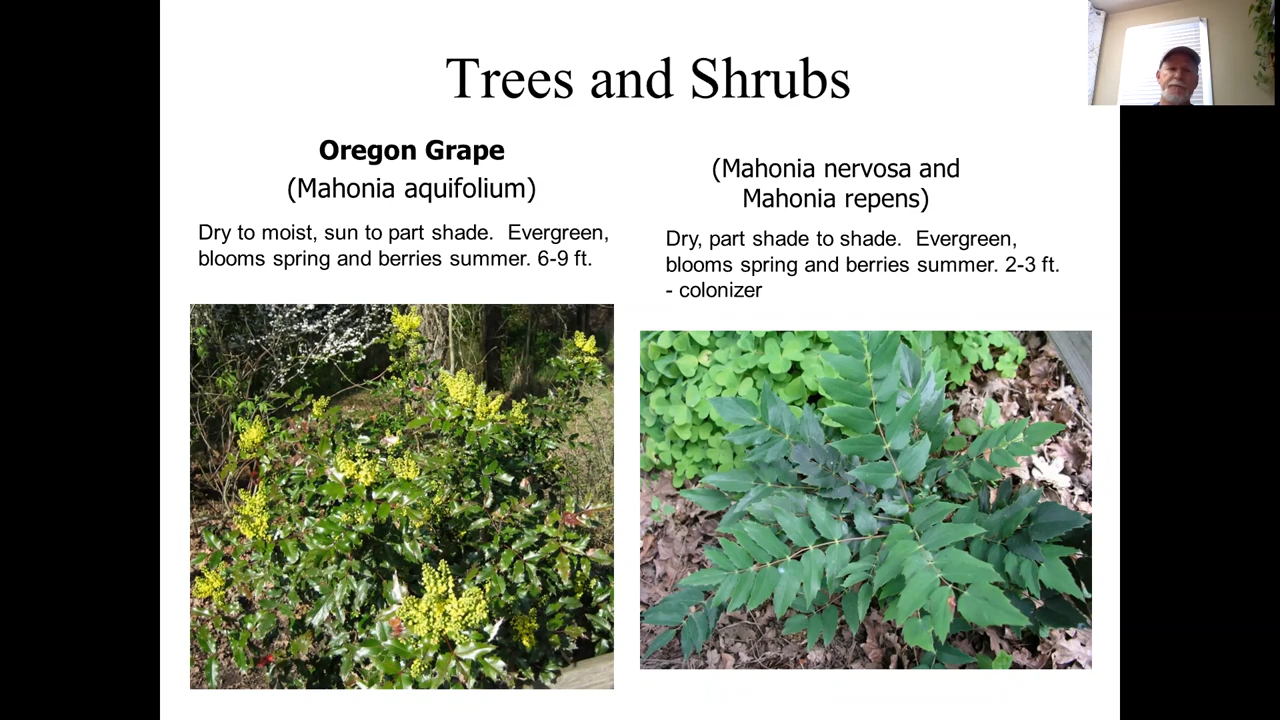 Trees and Shrubs
Oregon Grape
(Mahonia aquifolium)
Dry to moist, sun to part shade.  Evergreen,
blooms spring and berries summer. 6-9 ft.
(Mahonia nervosa and
Mahonia repens)
Dry, part shade to shade.  Evergreen,
blooms spring and berries summer. 2-3 ft.
- colonizer